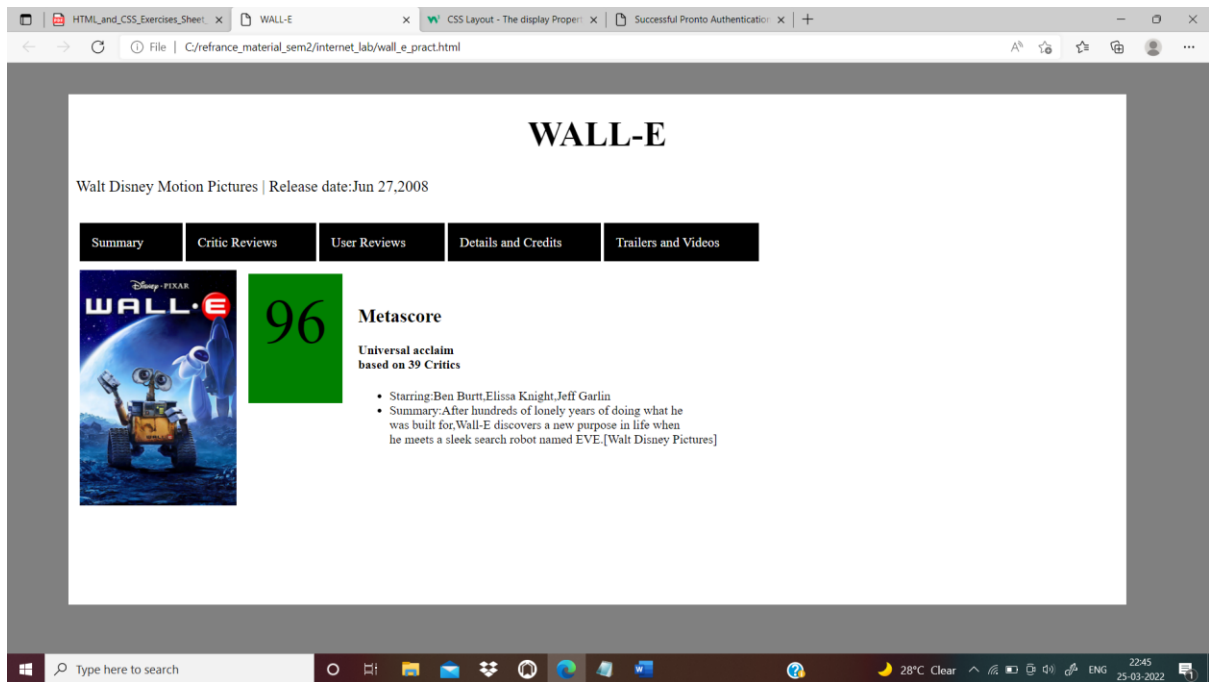 HTML_and_CSS_Exercises_Sheet_
WALL-E
CSS Layout - The display Propert
Successful Pronto Authentication
File | C:/refrance_material_sem2/internet_lab/wall_e_pract.html
WALL-E
Walt Disney Motion Pictures | Release date:Jun 27,2008
Summary
Critic Reviews
User Reviews
Details and Credits
Trailers and Videos
Disney·PIXAR
WALL·E
96
Metascore
Universal acclaim
based on 39 Critics
• Starring:Ben Burtt,Elissa Knight,Jeff Garlin
• Summary:After hundreds of lonely years of doing what he
was built for,Wall-E discovers a new purpose in life when
he meets a sleek search robot named EVE.[Walt Disney Pictures]
Type here to search
28°C Clear
ENG
22:45
25-03-2022